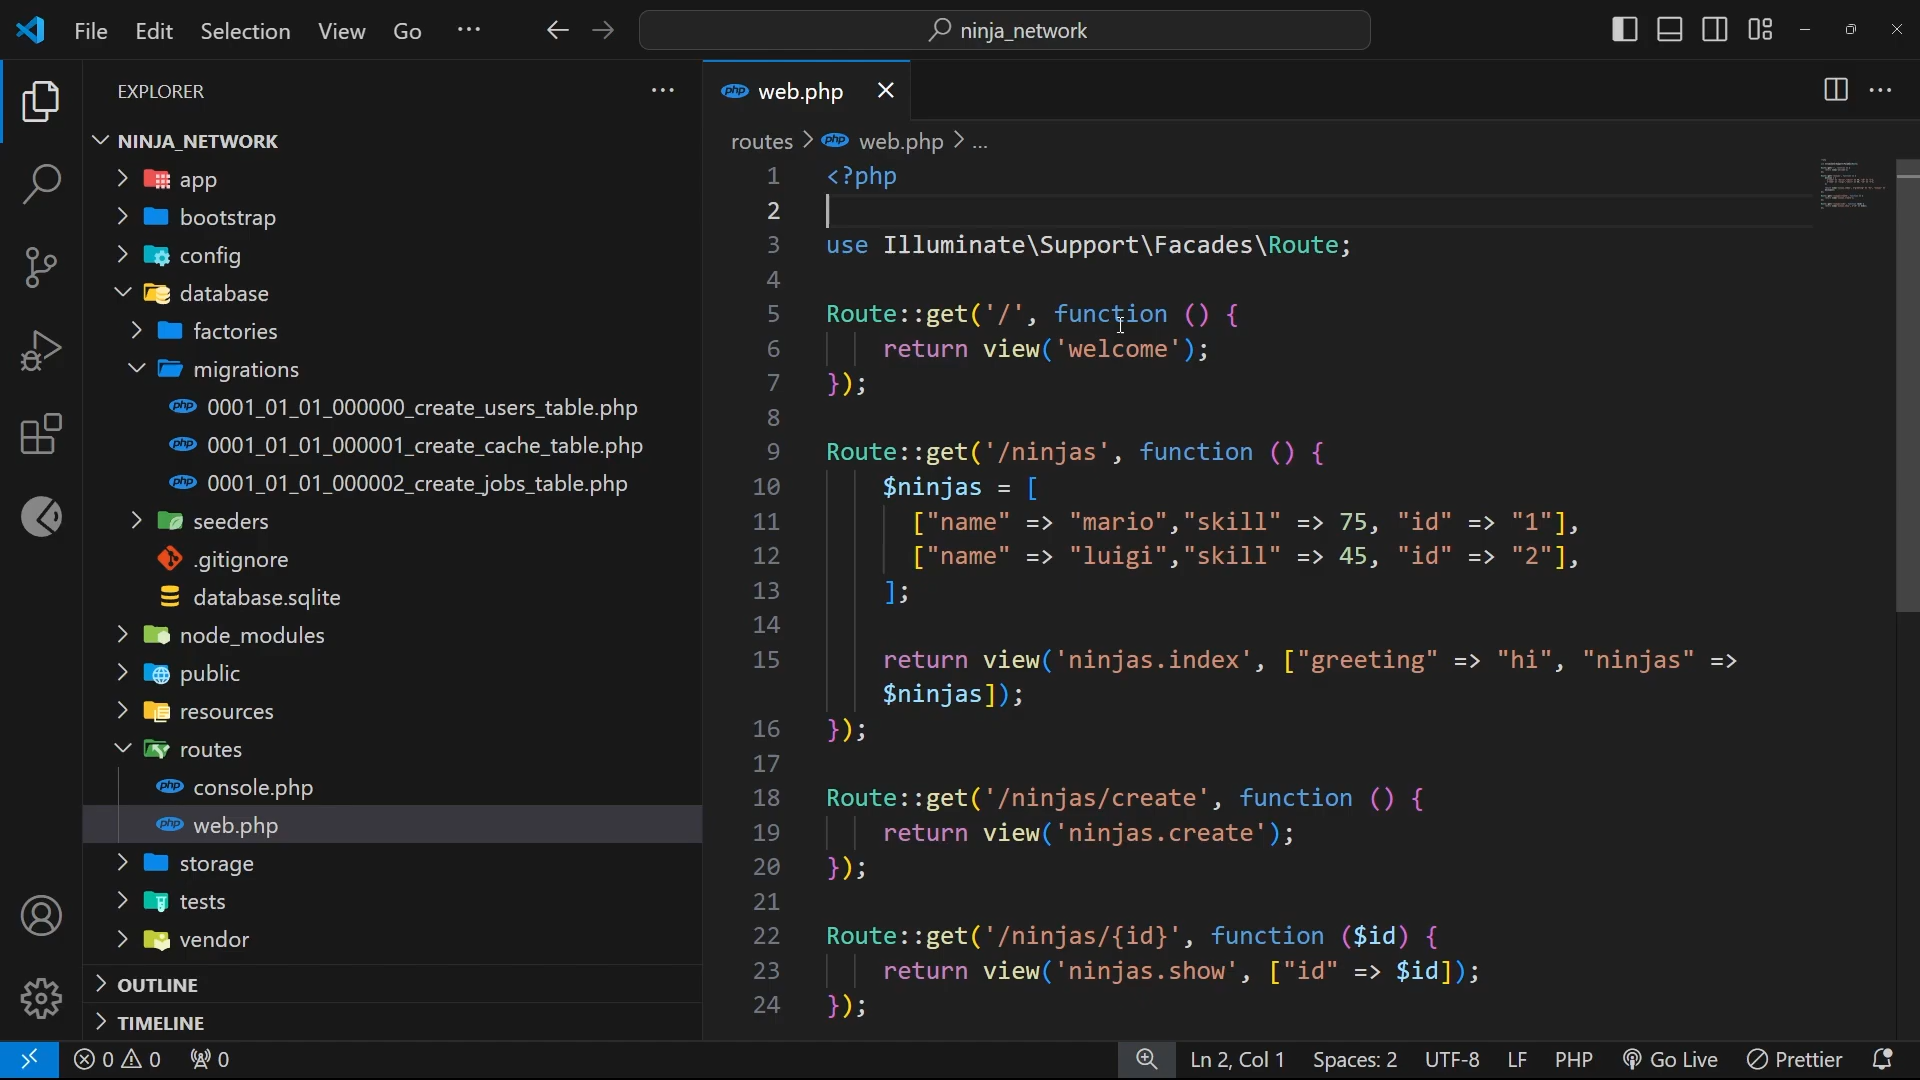 File Edit Selection View Go ··· ninja_network
EXPLORER
NINJA_NETWORK
app
bootstrap
config
database
factories
migrations
0001_01_01_000000_create_users_table.php
0001_01_01_000001_create_cache_table.php
0001_01_01_000002_create_jobs_table.php
seeders
.gitignore
database.sqlite
node_modules
public
resources
routes
console.php
web.php
storage
tests
vendor
OUTLINE
TIMELINE
web.php
routes > web.php > ...
1 <?php
2
3 use Illuminate\Support\Facades\Route;
4
5 Route::get('/', function () {
6 return view('welcome');
7 });
8
9 Route::get('/ninjas', function () {
10 $ninjas = [
11 ["name" => "mario","skill" => 75, "id" => "1"],
12 ["name" => "luigi","skill" => 45, "id" => "2"],
13 ];
14
15 return view('ninjas.index', ["greeting" => "hi", "ninjas" =>
$ninjas]);
16 });
17
18 Route::get('/ninjas/create', function () {
19 return view('ninjas.create');
20 });
21
22 Route::get('/ninjas/{id}', function ($id) {
23 return view('ninjas.show', ["id" => $id]);
24 });
0 0 0 Ln 2, Col 1 Spaces: 2 UTF-8 LF PHP Go Live Prettier